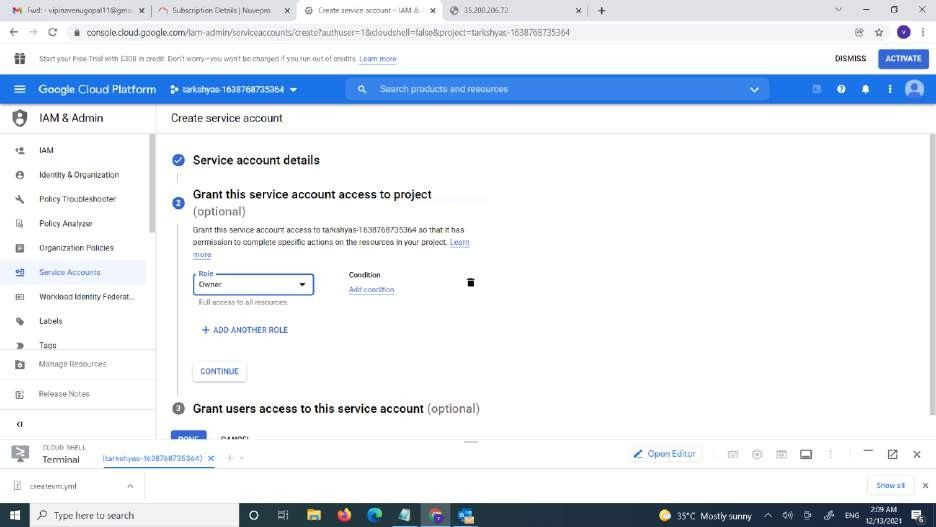 Fwd: - vipinavenugopal11@gm
Subscription Details | Nuvepro
Create service account – IAM &
35.200.206.72
console.cloud.google.com/iam-admin/serviceaccounts/create?authuser=1&cloudshell=false&project=tarkshyas-1638768735364
V
Start your Free Trial with $300 in credit. Don't worry—you won't be charged if you run out of credits. Learn more
DISMISS
ACTIVATE
Google Cloud Platform
tarkshyas-1638768735364
Search products and resources
IAM & Admin
Create service account
IAM
Identity & Organization
Policy Troubleshooter
Policy Analyzer
Organization Policies
Service Accounts
Workload Identity Federat...
Labels
Tags
Manage Resources
Release Notes
Service account details
2
Grant this service account access to project
(optional)
Grant this service account access to tarkshyas-1638768735364 so that it has
permission to complete specific actions on the resources in your project. Learn
more
Role
Owner
Condition
Add condition
Full access to all resources.
+ ADD ANOTHER ROLE
CONTINUE
3
Grant users access to this service account (optional)
DONE
CANCEL
CLOUD SHELL
Terminal
(tarkshyas-1638768735364)
Open Editor
createvm.yml
Show all
Type here to search
35°C Mostly sunny
ENG
2:09 AM
12/13/2021
6